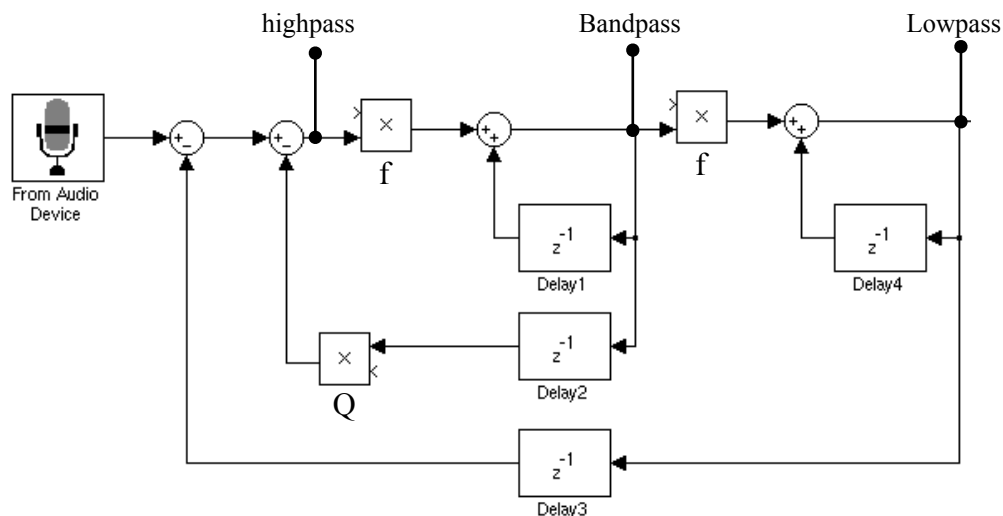 highpass
Bandpass
Lowpass
From Audio
Device
+
−
+
−
×
×
f
+
+
×
×
f
+
+
z⁻¹
Delay1
z⁻¹
Delay4
×
×
Q
z⁻¹
Delay2
z⁻¹
Delay3